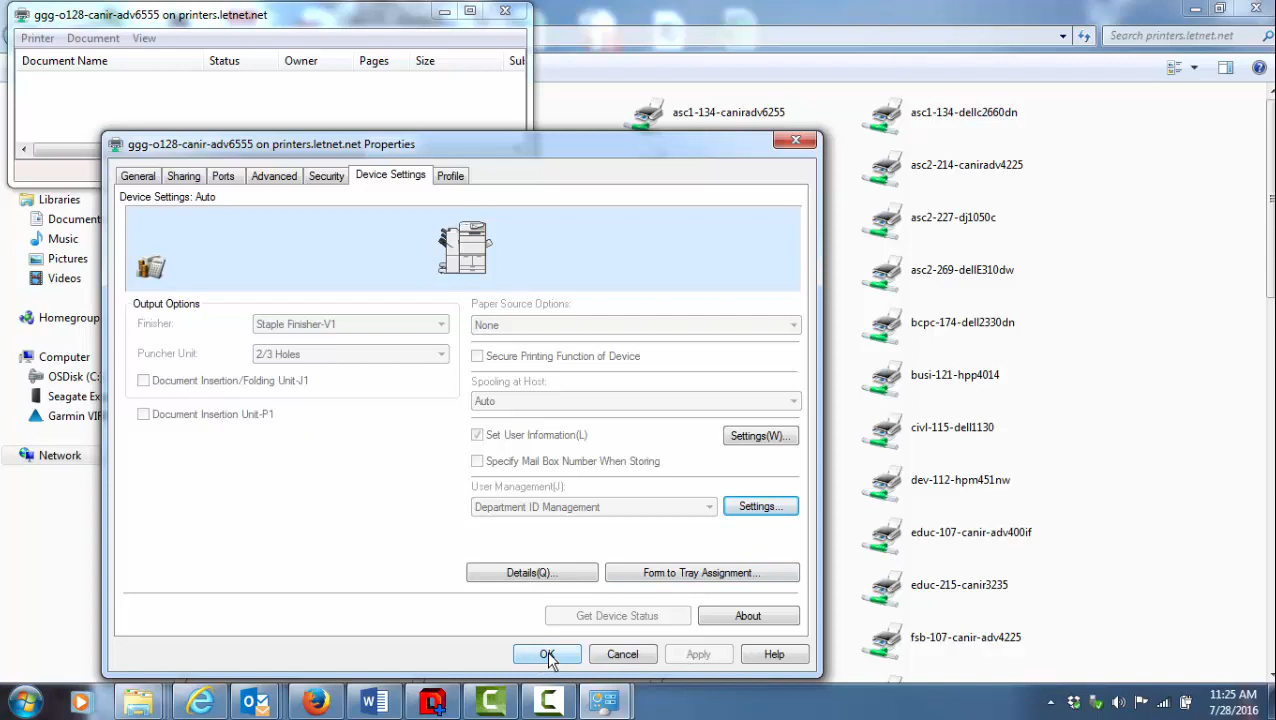 ggg-o128-canir-adv6555 on printers.letnet.net
Printer Document View
Document Name Status Owner Pages Size Sub
Search printers.letnet.net
asc1-134-caniradv6255
asc1-134-dellc2660dn
ggg-o128-canir-adv6555 on printers.letnet.net Properties
General Sharing Ports Advanced Security Device Settings Profile
Device Settings: Auto
Output Options
Finisher: Staple Finisher-V1
Puncher Unit: 2/3 Holes
Document Insertion/Folding Unit-J1
Document Insertion Unit-P1
Paper Source Options:
None
Secure Printing Function of Device
Spooling at Host:
Auto
Set User Information(L) Settings(W)...
Specify Mail Box Number When Storing
User Management(J):
Department ID Management Settings...
Details(Q)... Form to Tray Assignment...
Get Device Status About
OK Cancel Apply Help
Libraries
Document
Music
Pictures
Videos
Homegroup
Computer
OSDisk (C:
Seagate Ex
Garmin VIF
Network
asc2-214-caniradv4225
asc2-227-dj1050c
asc2-269-dellE310dw
bcpc-174-dell2330dn
busi-121-hpp4014
civl-115-dell1130
dev-112-hpm451nw
educ-107-canir-adv400if
educ-215-canir3235
fsb-107-canir-adv4225
11:25 AM
7/28/2016